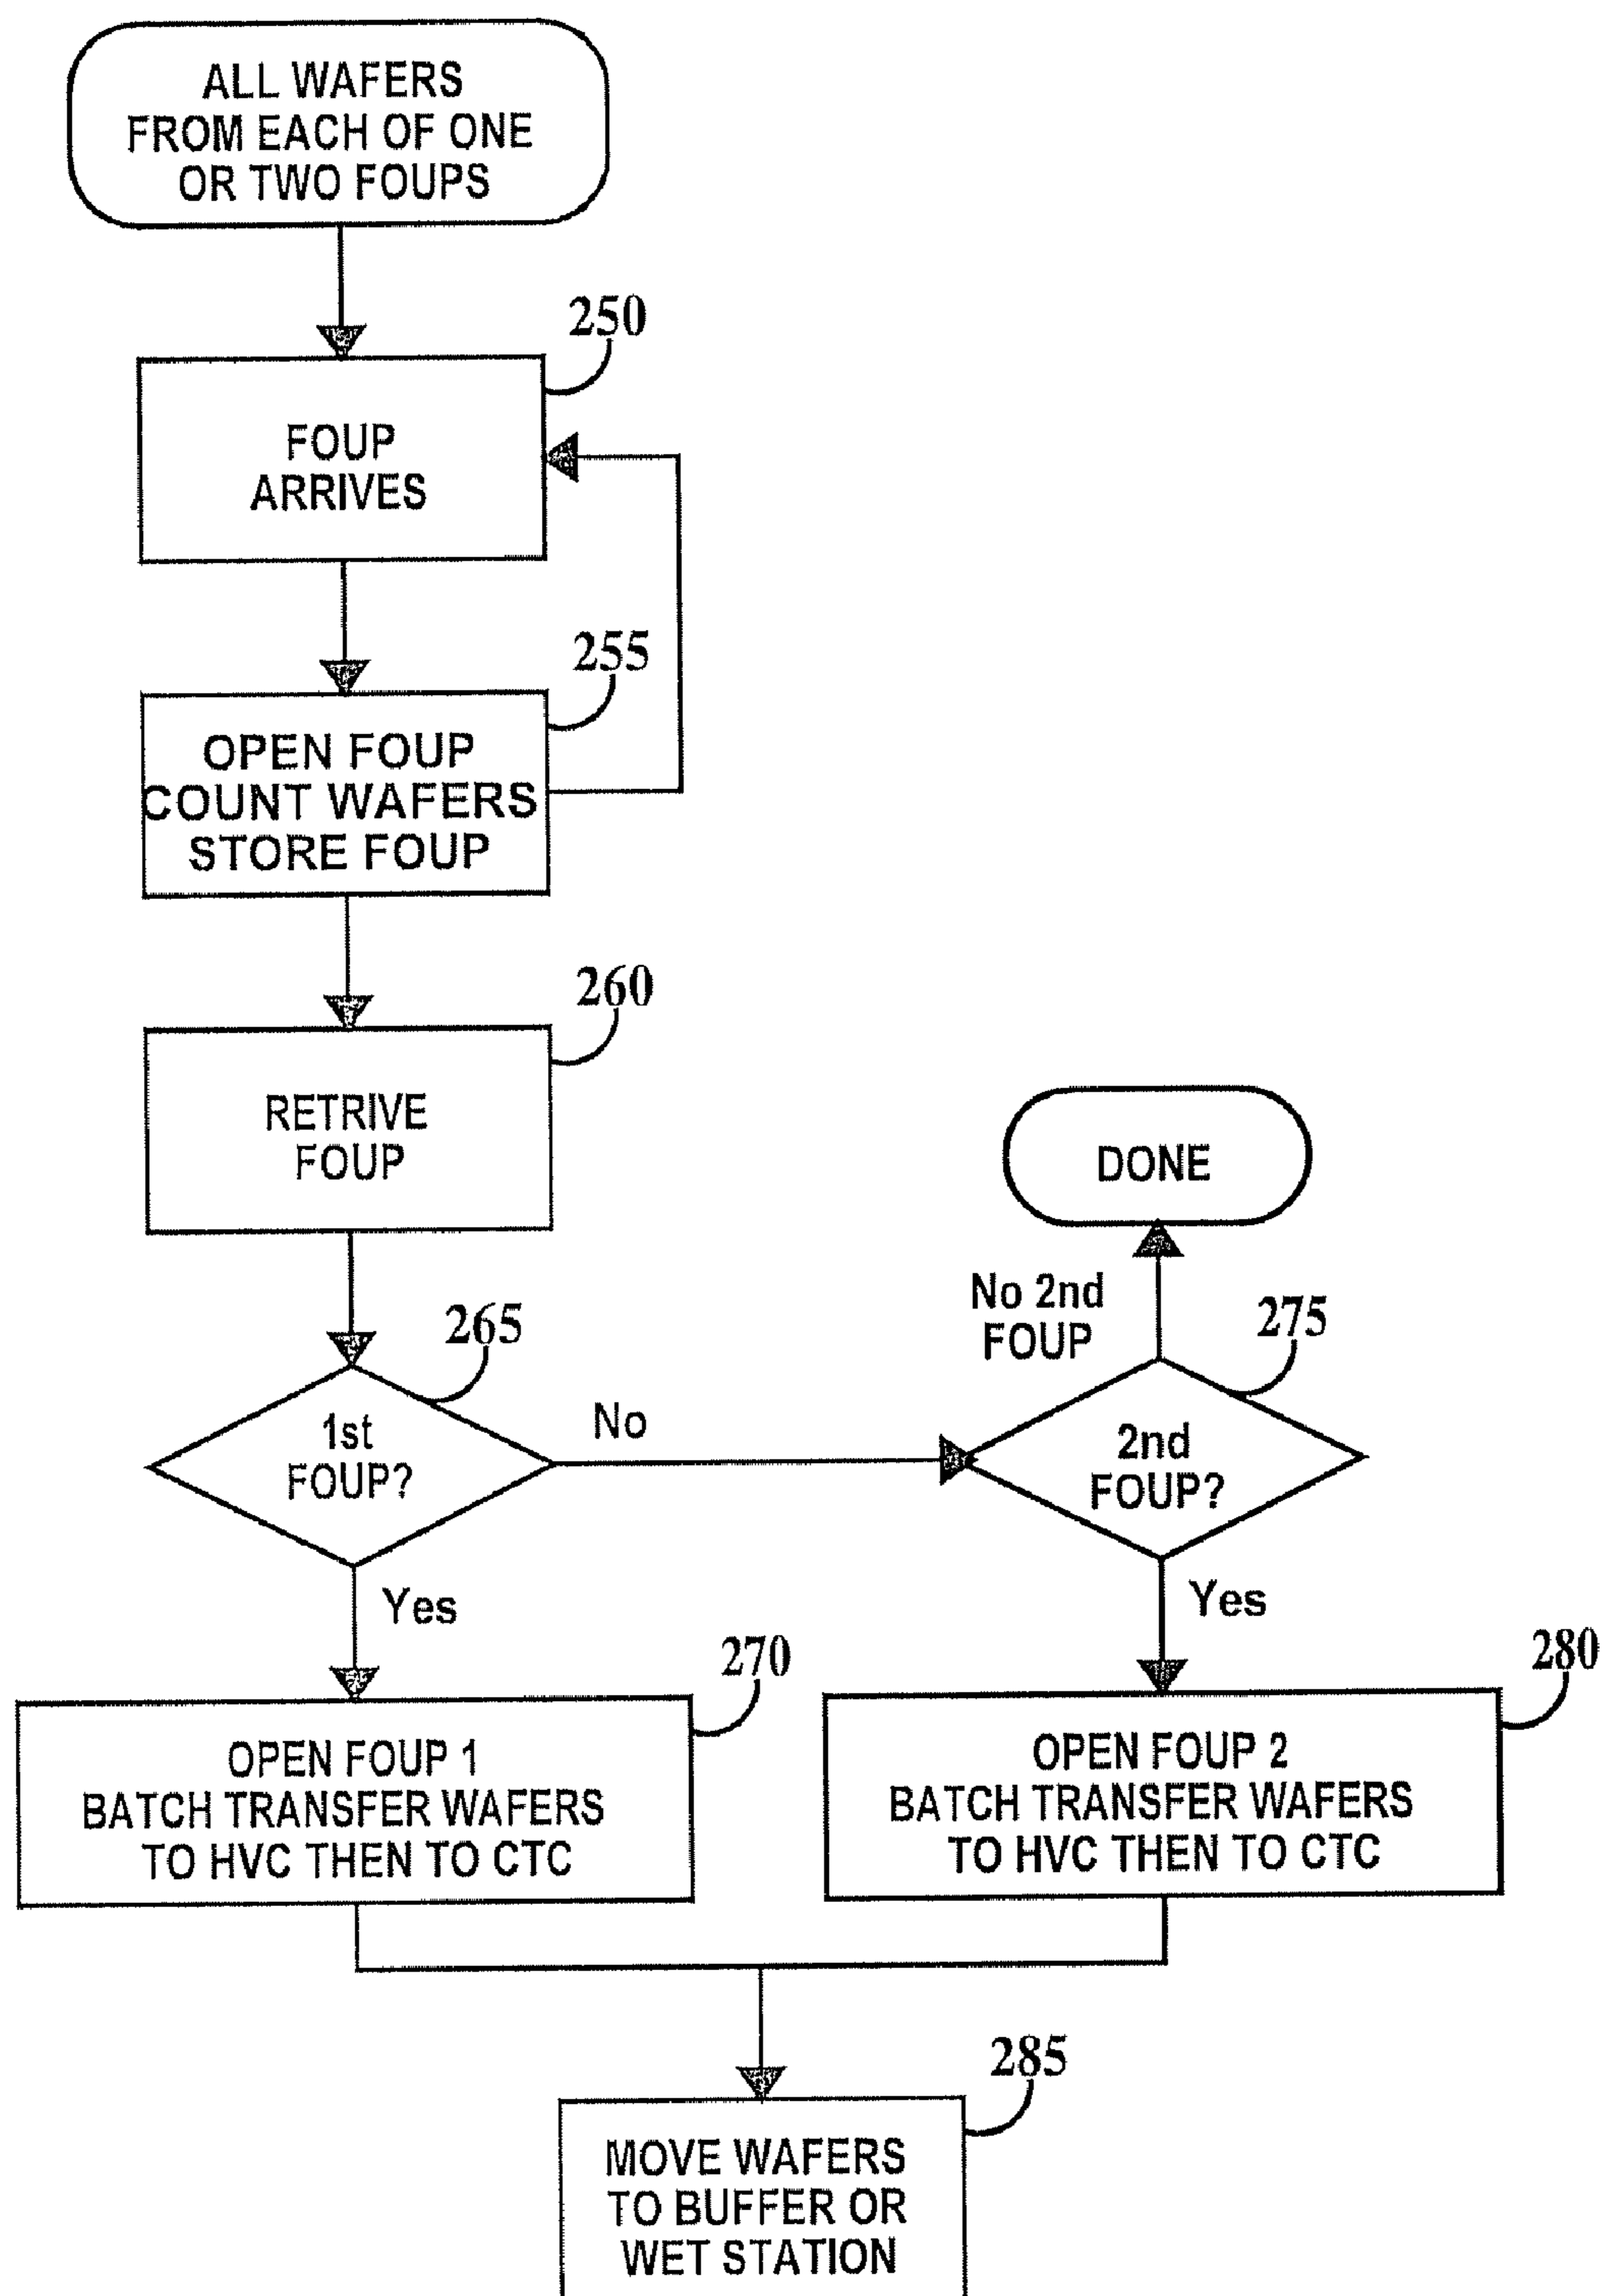 ALL WAFERS
FROM EACH OF ONE
OR TWO FOUPS
250
FOUP
ARRIVES
255
OPEN FOUP
COUNT WAFERS
STORE FOUP
260
RETRIVE
FOUP
DONE
No 2nd
FOUP
265
275
1st
FOUP?
No
2nd
FOUP?
Yes
Yes
270
280
OPEN FOUP 1
BATCH TRANSFER WAFERS
TO HVC THEN TO CTC
OPEN FOUP 2
BATCH TRANSFER WAFERS
TO HVC THEN TO CTC
285
MOVE WAFERS
TO BUFFER OR
WET STATION